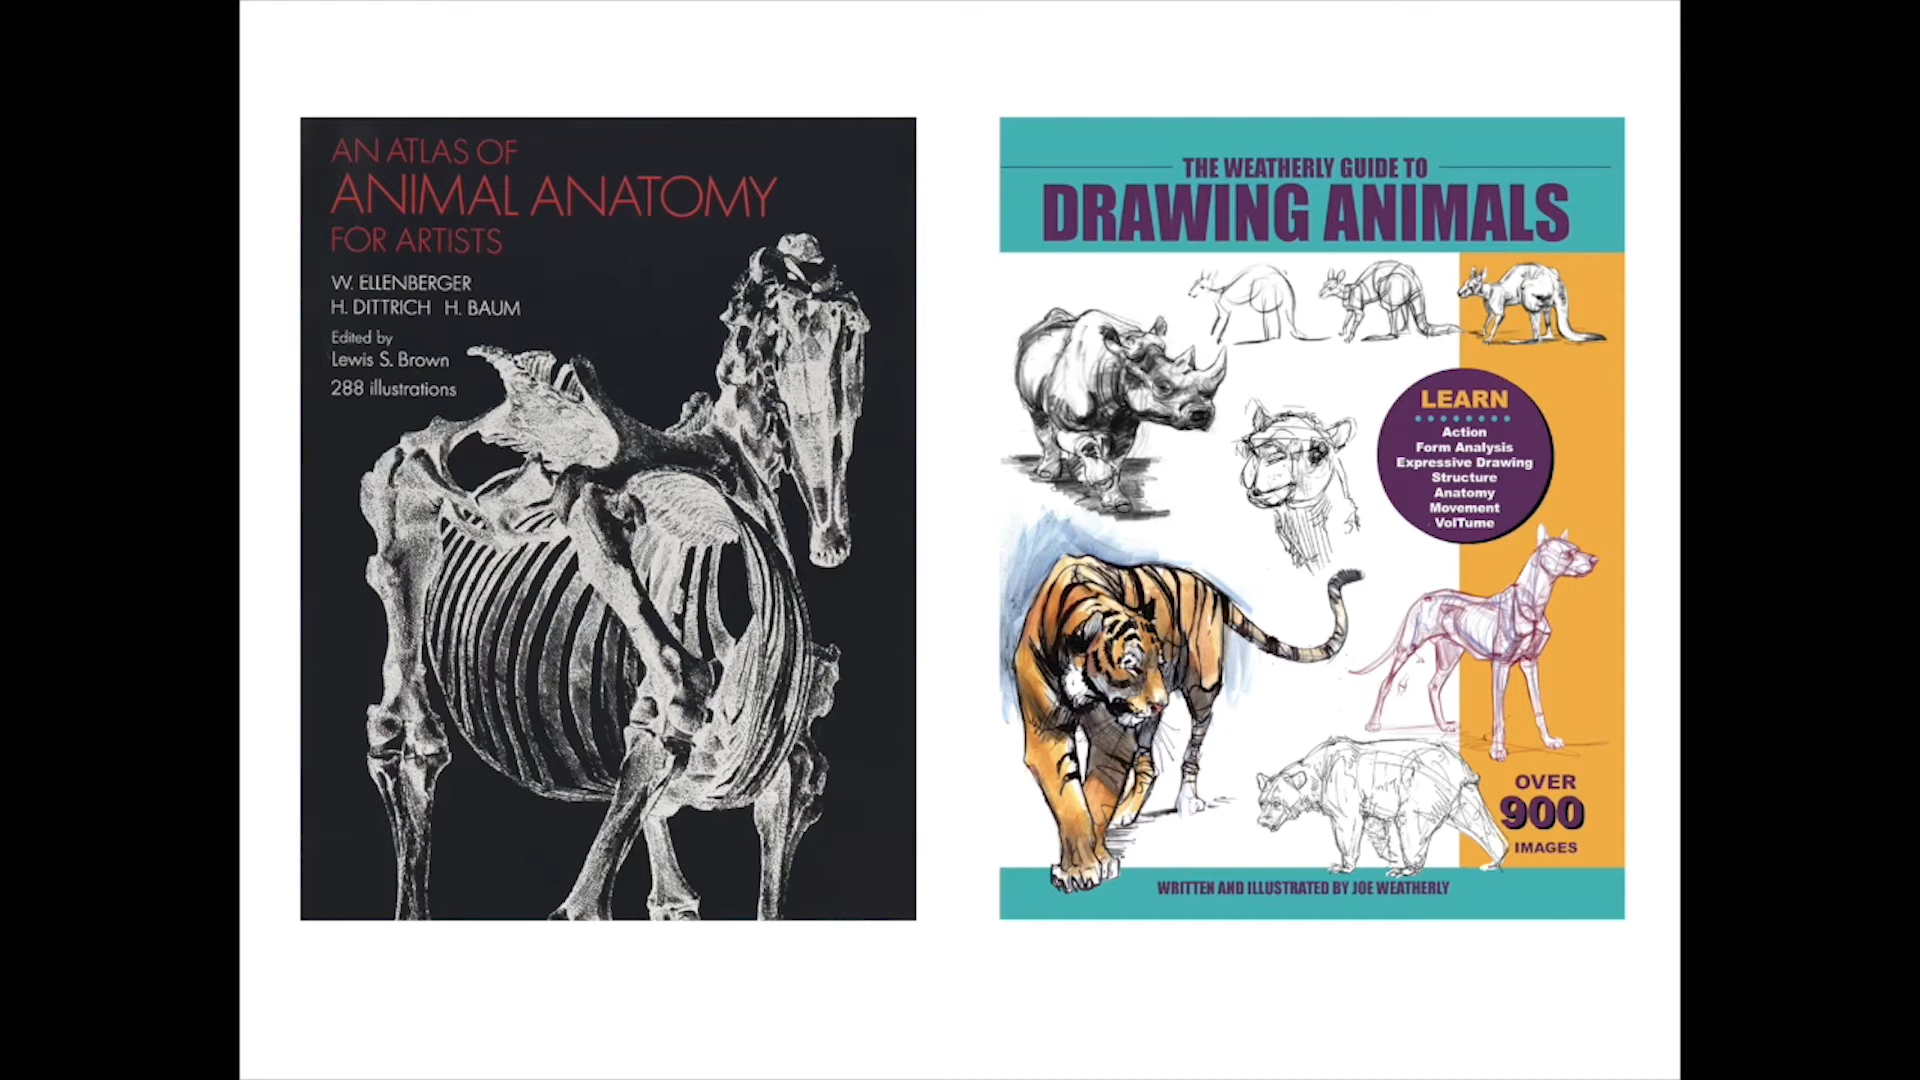 AN ATLAS OF
ANIMAL ANATOMY
FOR ARTISTS
W. ELLENBERGER
H. DITTRICH H. BAUM
Edited by
Lewis S. Brown
288 illustrations
THE WEATHERLY GUIDE TO
DRAWING ANIMALS
LEARN
Action
Form Analysis
Expressive Drawing
Structure
Anatomy
Movement
VolTume
OVER
900
IMAGES
WRITTEN AND ILLUSTRATED BY JOE WEATHERLY